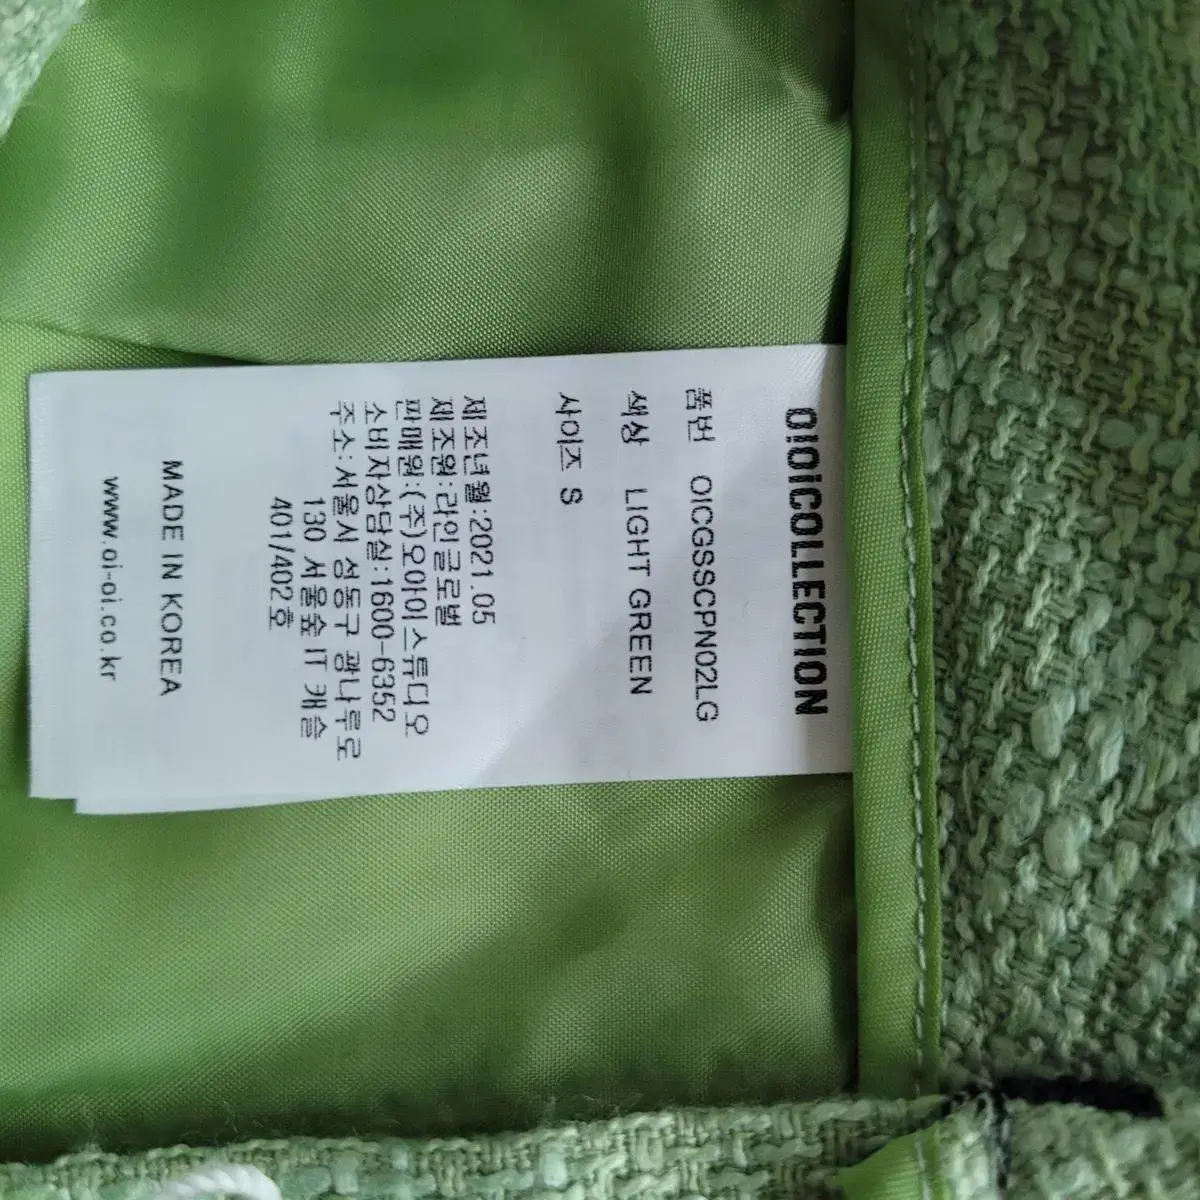 OIOICOLLECTION
품번 OICGSSCPN02LG
색상 LIGHT GREEN
사이즈 S
제조년월:2021.05
제조원:라인글로벌
판매원:(주)오아이스튜디오
소비자상담실:1600-6352
주소:서울시 성동구 광나루로
130 서울숲 IT 캐슬
401/402호
MADE IN KOREA
www.oi-oi.co.kr